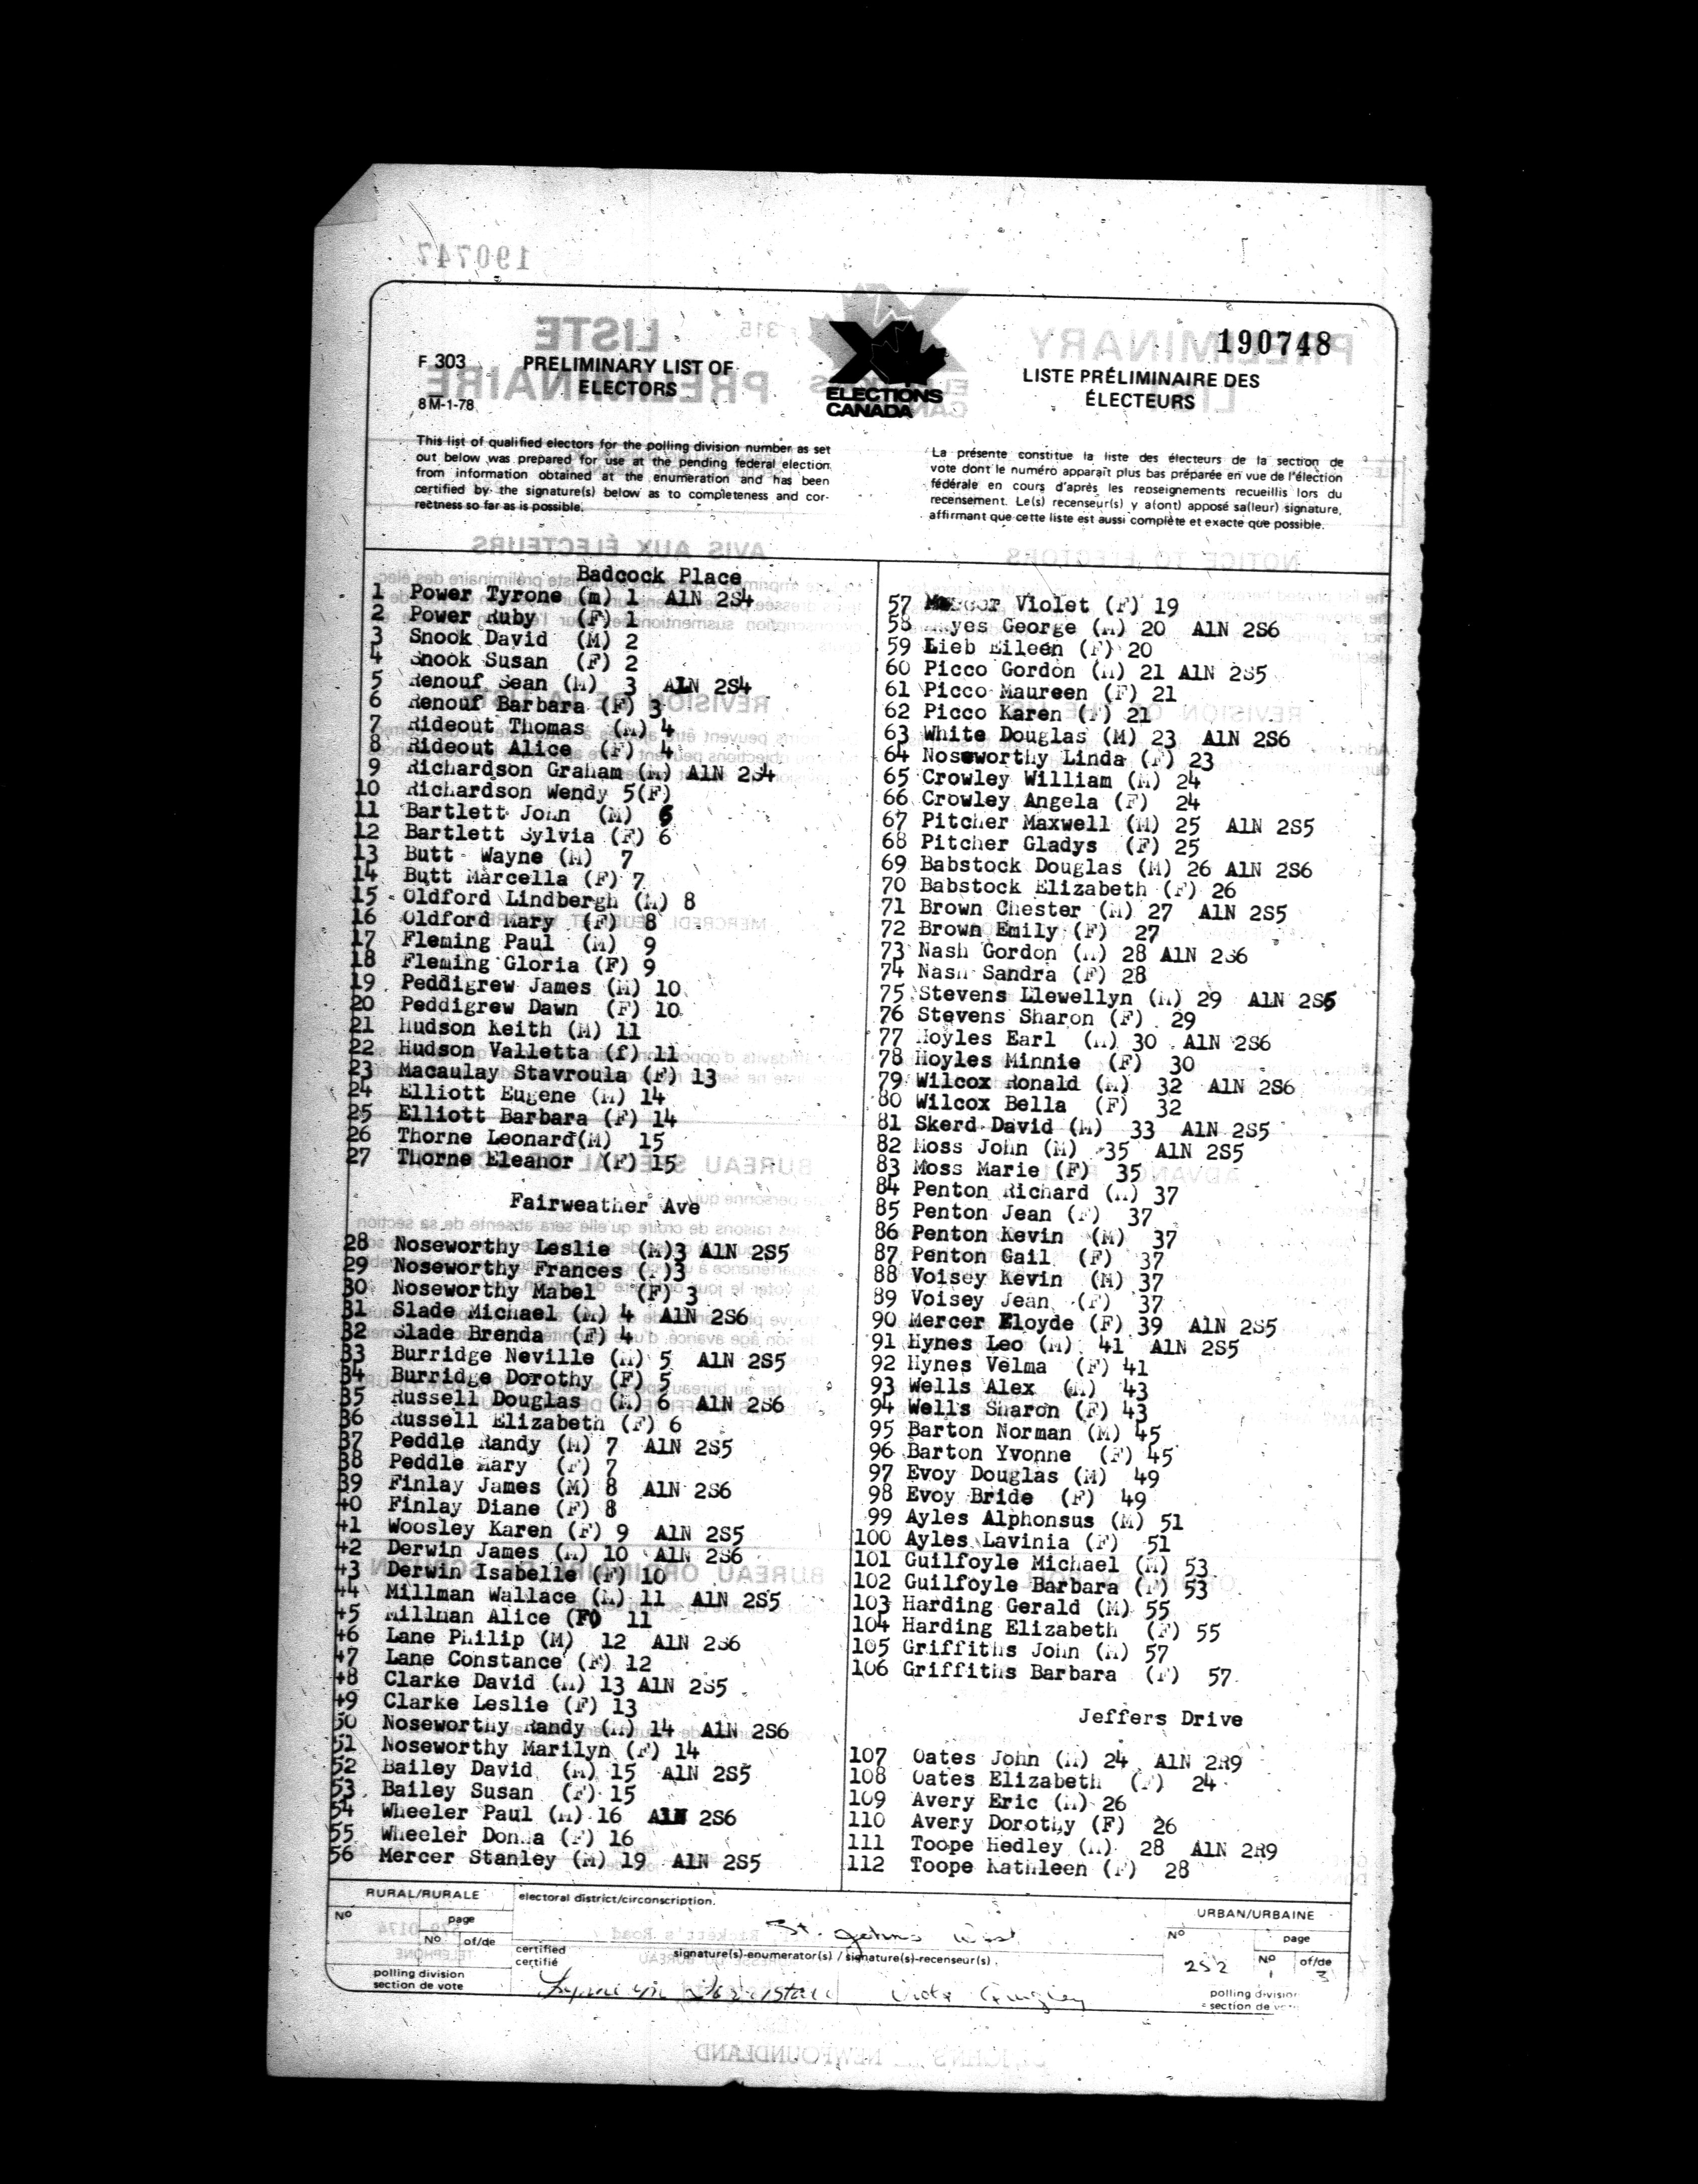 190748
F 303
PRELIMINARY LIST OF
ELECTORS
8 M-1-78
ELECTIONS
CANADA
LISTE PRÉLIMINAIRE DES
ÉLECTEURS
This list of qualified electors for the polling division number as set
out below was prepared for use at the pending federal election
from information obtained at the enumeration and has been
certified by the signature(s) below as to completeness and cor-
rectness so far as is possible.
La présente constitue la liste des électeurs de la section de
vote dont le numéro apparaît plus bas préparée en vue de l'élection
fédérale en cours d'après les renseignements recueillis lors du
recensement. Le(s) recenseur(s) y a(ont) apposé sa(leur) signature,
affirmant que cette liste est aussi complète et exacte que possible.
Badcock Place
1 Power Tyrone (m) 1 A1N 2S4
2 Power Ruby (F) 1
3 Snook David (M) 2
4 Snook Susan (F) 2
5 Renouf Sean (M) 3 A1N 2S4
6 Renouf Barbara (F) 3
7 Rideout Thomas (M) 4
8 Rideout Alice (F) 4
9 Richardson Graham (M) A1N 2S4
10 Richardson Wendy 5(F)
11 Bartlett John (M) 6
12 Bartlett Sylvia (F) 6
13 Butt Wayne (M) 7
14 Butt Marcella (F) 7
15 Oldford Lindbergh (M) 8
16 Oldford Mary (F) 8
17 Fleming Paul (M) 9
18 Fleming Gloria (F) 9
19 Peddigrew James (M) 10
20 Peddigrew Dawn (F) 10
21 Hudson Keith (M) 11
22 Hudson Valletta (f) 11
23 Macaulay Stavroula (F) 13
24 Elliott Eugene (M) 14
25 Elliott Barbara (F) 14
26 Thorne Leonard(M) 15
27 Thorne Eleanor (F) 15
Fairweather Ave
28 Noseworthy Leslie (M)3 A1N 2S5
29 Noseworthy Frances (F)3
30 Noseworthy Mabel (F) 3
31 Slade Michael (M) 4 A1N 2S6
32 Slade Brenda (F) 4
33 Burridge Neville (M) 5 A1N 2S5
34 Burridge Dorothy (F) 5
35 Russell Douglas (M) 6 A1N 2S6
36 Russell Elizabeth (F) 6
37 Peddle Randy (M) 7 A1N 2S5
38 Peddle Mary (F) 7
39 Finlay James (M) 8 A1N 2S6
40 Finlay Diane (F) 8
41 Woosley Karen (F) 9 A1N 2S5
42 Derwin James (M) 10 A1N 2S6
43 Derwin Isabelle (F) 10
44 Millman Wallace (M) 11 A1N 2S5
45 Millman Alice (F0 11
46 Lane Philip (M) 12 A1N 2S6
47 Lane Constance (F) 12
48 Clarke David (M) 13 A1N 2S5
49 Clarke Leslie (F) 13
50 Noseworthy Randy (M) 14 A1N 2S6
51 Noseworthy Marilyn (F) 14
52 Bailey David (M) 15 A1N 2S5
53 Bailey Susan (F) 15
54 Wheeler Paul (M) 16 A1N 2S6
55 Wheeler Donna (F) 16
56 Mercer Stanley (M) 19 A1N 2S5
57 Violet (F) 19
58 George (M) 20 A1N 2S6
59 Lieb Eileen (F) 20
60 Picco Gordon (M) 21 A1N 2S5
61 Picco Maureen (F) 21
62 Picco Karen (F) 21
63 White Douglas (M) 23 A1N 2S6
64 Noseworthy Linda (F) 23
65 Crowley William (M) 24
66 Crowley Angela (F) 24
67 Pitcher Maxwell (M) 25 A1N 2S5
68 Pitcher Gladys (F) 25
69 Babstock Douglas (M) 26 A1N 2S6
70 Babstock Elizabeth (F) 26
71 Brown Chester (M) 27 A1N 2S5
72 Brown Emily (F) 27
73 Nash Gordon (M) 28 A1N 2S6
74 Nash Sandra (F) 28
75 Stevens Llewellyn (M) 29 A1N 2S5
76 Stevens Sharon (F) 29
77 Hoyles Earl (M) 30 A1N 2S6
78 Hoyles Minnie (F) 30
79 Wilcox Ronald (M) 32 A1N 2S6
80 Wilcox Bella (F) 32
81 Skerd David (M) 33 A1N 2S5
82 Moss John (M) 35 A1N 2S5
83 Moss Marie (F) 35
84 Penton Richard (M) 37
85 Penton Jean (F) 37
86 Penton Kevin (M) 37
87 Penton Gail (F) 37
88 Voisey Kevin (M) 37
89 Voisey Jean (F) 37
90 Mercer Eloyde (F) 39 A1N 2S5
91 Hynes Leo (M) 41 A1N 2S5
92 Hynes Velma (F) 41
93 Wells Alex (M) 43
94 Wells Sharon (F) 43
95 Barton Norman (M) 45
96 Barton Yvonne (F) 45
97 Evoy Douglas (M) 49
98 Evoy Bride (F) 49
99 Ayles Alphonsus (M) 51
100 Ayles Lavinia (F) 51
101 Guilfoyle Michael (M) 53
102 Guilfoyle Barbara (F) 53
103 Harding Gerald (M) 55
104 Harding Elizabeth (F) 55
105 Griffiths John (M) 57
106 Griffiths Barbara (F) 57
Jeffers Drive
107 Oates John (M) 24 A1N 2R9
108 Oates Elizabeth (F) 24
109 Avery Eric (M) 26
110 Avery Dorothy (F) 26
111 Toope Hedley (M) 28 A1N 2R9
112 Toope Kathleen (F) 28
RURAL/RURALE
No
page
No of/de
polling division
section de vote
electoral district/circonscription.
St. John's West
certified
certifié
signature(s)-enumerator(s) / signature(s)-recenseur(s)
URBAN/URBAINE
No
252
page
No of/de
1 3
polling division
section de vote